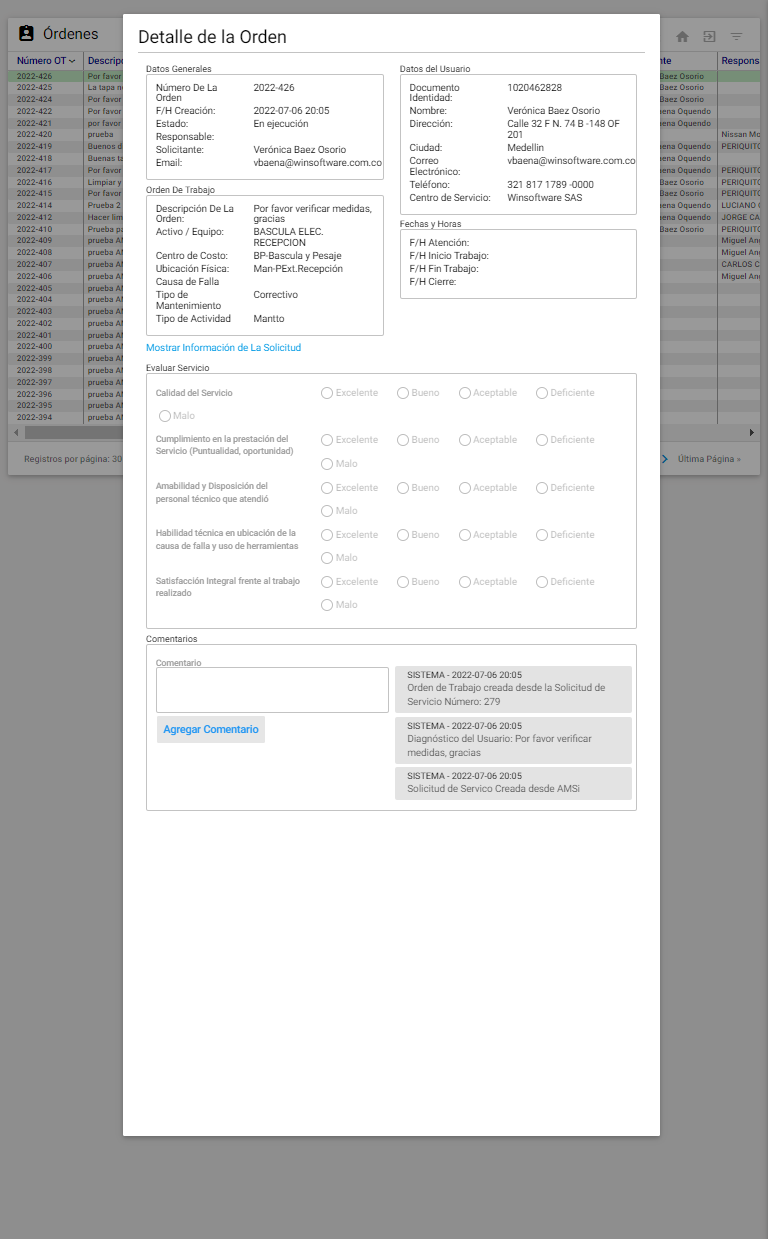 Órdenes
Número OT
Descripc
nte
Respons
2022-426
Por favor
Baez Osorio
2022-425
La tapa n
Baez Osorio
2022-424
Por favor
Baez Osorio
2022-422
Por favor
ena Oquendo
2022-421
por favor
ena Oquendo
2022-420
prueba
Nissan Mo
2022-419
Buenos d
ena Oquendo
PERIQUITO
2022-418
Buenas ta
ena Oquendo
2022-417
Por favor
ena Oquendo
PERIQUITO
2022-416
Limpiar y
Baez Osorio
PERIQUITO
2022-415
Por favor
Baez Osorio
PERIQUITO
2022-414
Prueba 2
ena Oquendo
LUCIANO
2022-412
Hacer lim
ena Oquendo
JORGE CA
2022-410
Prueba pa
Baez Osorio
PERIQUITO
2022-409
prueba AM
Miguel An
2022-408
prueba AM
Miguel An
2022-407
prueba AM
CARLOS C
2022-406
prueba AM
Miguel An
2022-405
prueba AM
2022-404
prueba AM
2022-403
prueba AM
2022-402
prueba AM
2022-401
prueba AM
2022-400
prueba AM
2022-399
prueba AM
2022-398
prueba AM
2022-397
prueba AM
2022-396
prueba AM
2022-395
prueba AM
2022-394
prueba AM
Registros por página: 30
Última Página »
Detalle de la Orden
Datos Generales
Número De La Orden
2022-426
F/H Creación:
2022-07-06 20:05
Estado:
En ejecución
Responsable:
Solicitante:
Verónica Baez Osorio
Email:
vbaena@winsoftware.com.co
Orden De Trabajo
Descripción De La
Orden:
Por favor verificar medidas,
gracias
Activo / Equipo:
BASCULA ELEC.
RECEPCION
Centro de Costo:
BP-Bascula y Pesaje
Ubicación Física:
Man-PExt.Recepción
Causa de Falla
Tipo de
Mantenimiento
Correctivo
Tipo de Actividad
Mantto
Mostrar Información de La Solicitud
Datos del Usuario
Documento
Identidad:
1020462828
Nombre:
Verónica Baez Osorio
Dirección:
Calle 32 F N. 74 B -148 OF
201
Ciudad:
Medellin
Correo
Electrónico:
vbaena@winsoftware.com.co
Teléfono:
321 817 1789 -0000
Centro de Servicio:
Winsoftware SAS
Fechas y Horas
F/H Atención:
F/H Inicio Trabajo:
F/H Fin Trabajo:
F/H Cierre:
Evaluar Servicio
Calidad del Servicio
Excelente Bueno Aceptable Deficiente
Malo
Cumplimiento en la prestación del
Servicio (Puntualidad, oportunidad)
Excelente Bueno Aceptable Deficiente
Malo
Amabilidad y Disposición del
personal técnico que atendió
Excelente Bueno Aceptable Deficiente
Malo
Habilidad técnica en ubicación de la
causa de falla y uso de herramientas
Excelente Bueno Aceptable Deficiente
Malo
Satisfacción Integral frente al trabajo
realizado
Excelente Bueno Aceptable Deficiente
Malo
Comentarios
Comentario
Agregar Comentario
SISTEMA - 2022-07-06 20:05
Orden de Trabajo creada desde la Solicitud de
Servicio Número: 279
SISTEMA - 2022-07-06 20:05
Diagnóstico del Usuario: Por favor verificar
medidas, gracias
SISTEMA - 2022-07-06 20:05
Solicitud de Servico Creada desde AMSi